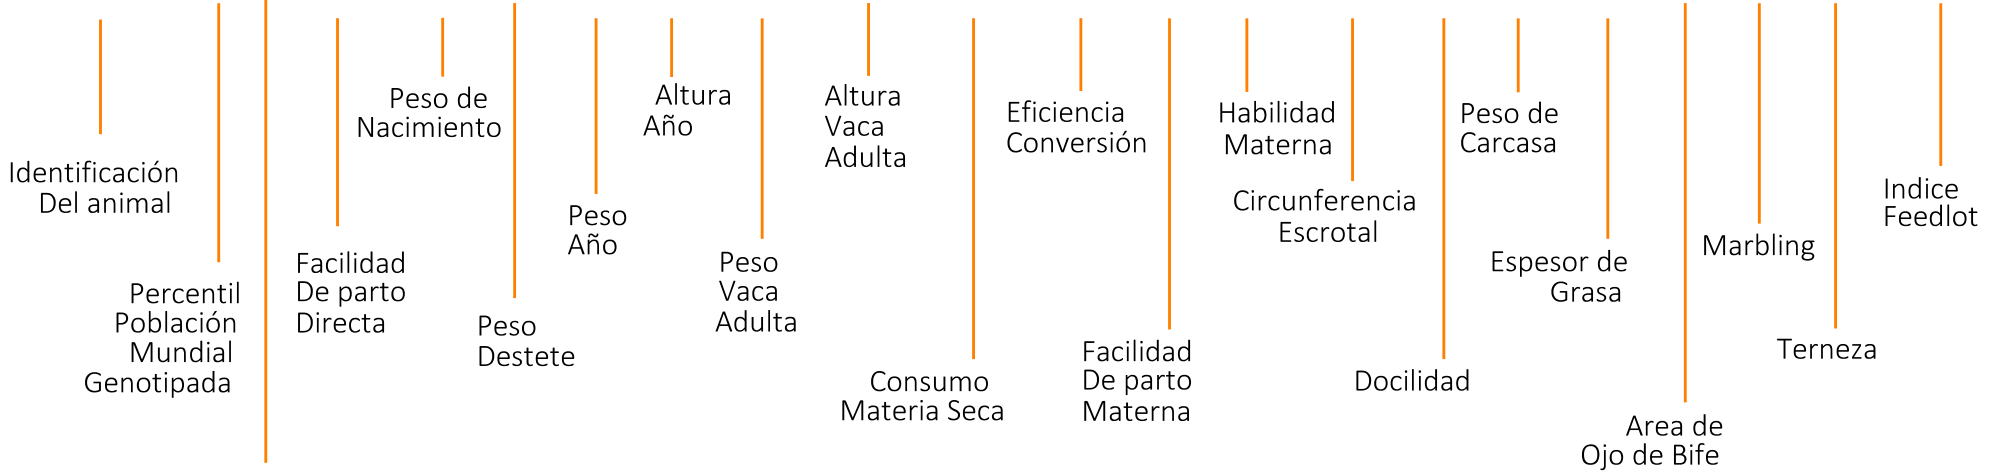 Identificación
Del animal
Percentil
Población
Mundial
Genotipada
Facilidad
De parto
Directa
Peso de
Nacimiento
Peso
Destete
Peso
Año
Altura
Año
Peso
Vaca
Adulta
Altura
Vaca
Adulta
Consumo
Materia Seca
Eficiencia
Conversión
Facilidad
De parto
Materna
Habilidad
Materna
Circunferencia
Escrotal
Docilidad
Peso de
Carcasa
Espesor de
Grasa
Area de
Ojo de Bife
Marbling
Terneza
Indice
Feedlot